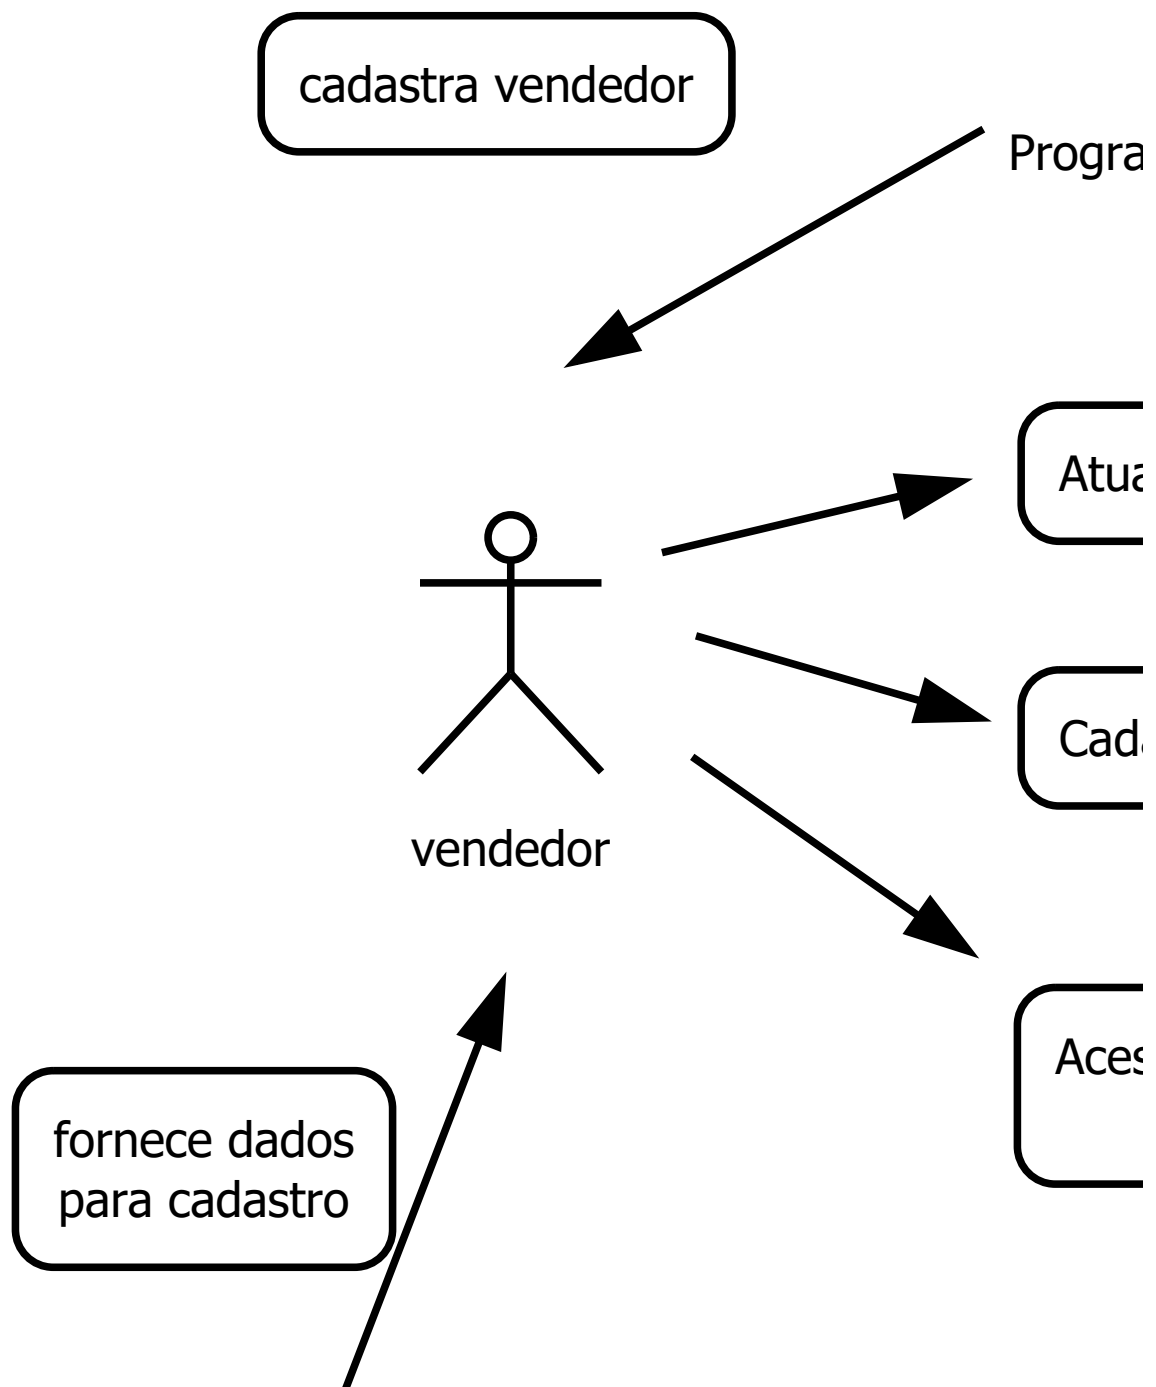 cadastra vendedor
Progra
Atua
Cada
vendedor
Aces
fornece dados
para cadastro